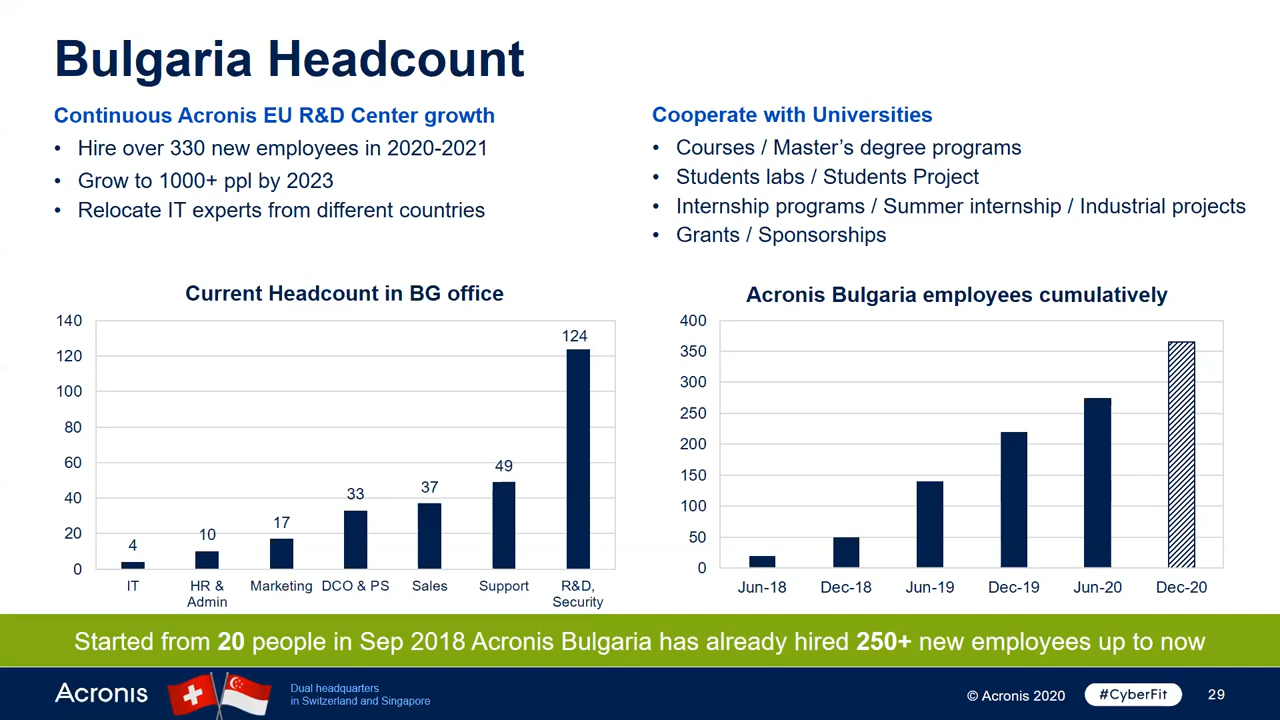 Bulgaria Headcount
Continuous Acronis EU R&D Center growth
• Hire over 330 new employees in 2020-2021
• Grow to 1000+ ppl by 2023
• Relocate IT experts from different countries
Cooperate with Universities
• Courses / Master’s degree programs
• Students labs / Students Project
• Internship programs / Summer internship / Industrial projects
• Grants / Sponsorships
Current Headcount in BG office
140
120
100
80
60
40
20
0
4
10
17
33
37
49
124
IT
HR &
Admin
Marketing
DCO & PS
Sales
Support
R&D,
Security
Acronis Bulgaria employees cumulatively
400
350
300
250
200
150
100
50
0
Jun-18
Dec-18
Jun-19
Dec-19
Jun-20
Dec-20
Started from 20 people in Sep 2018 Acronis Bulgaria has already hired 250+ new employees up to now
Acronis
Dual headquarters
in Switzerland and Singapore
© Acronis 2020
#CyberFit
29